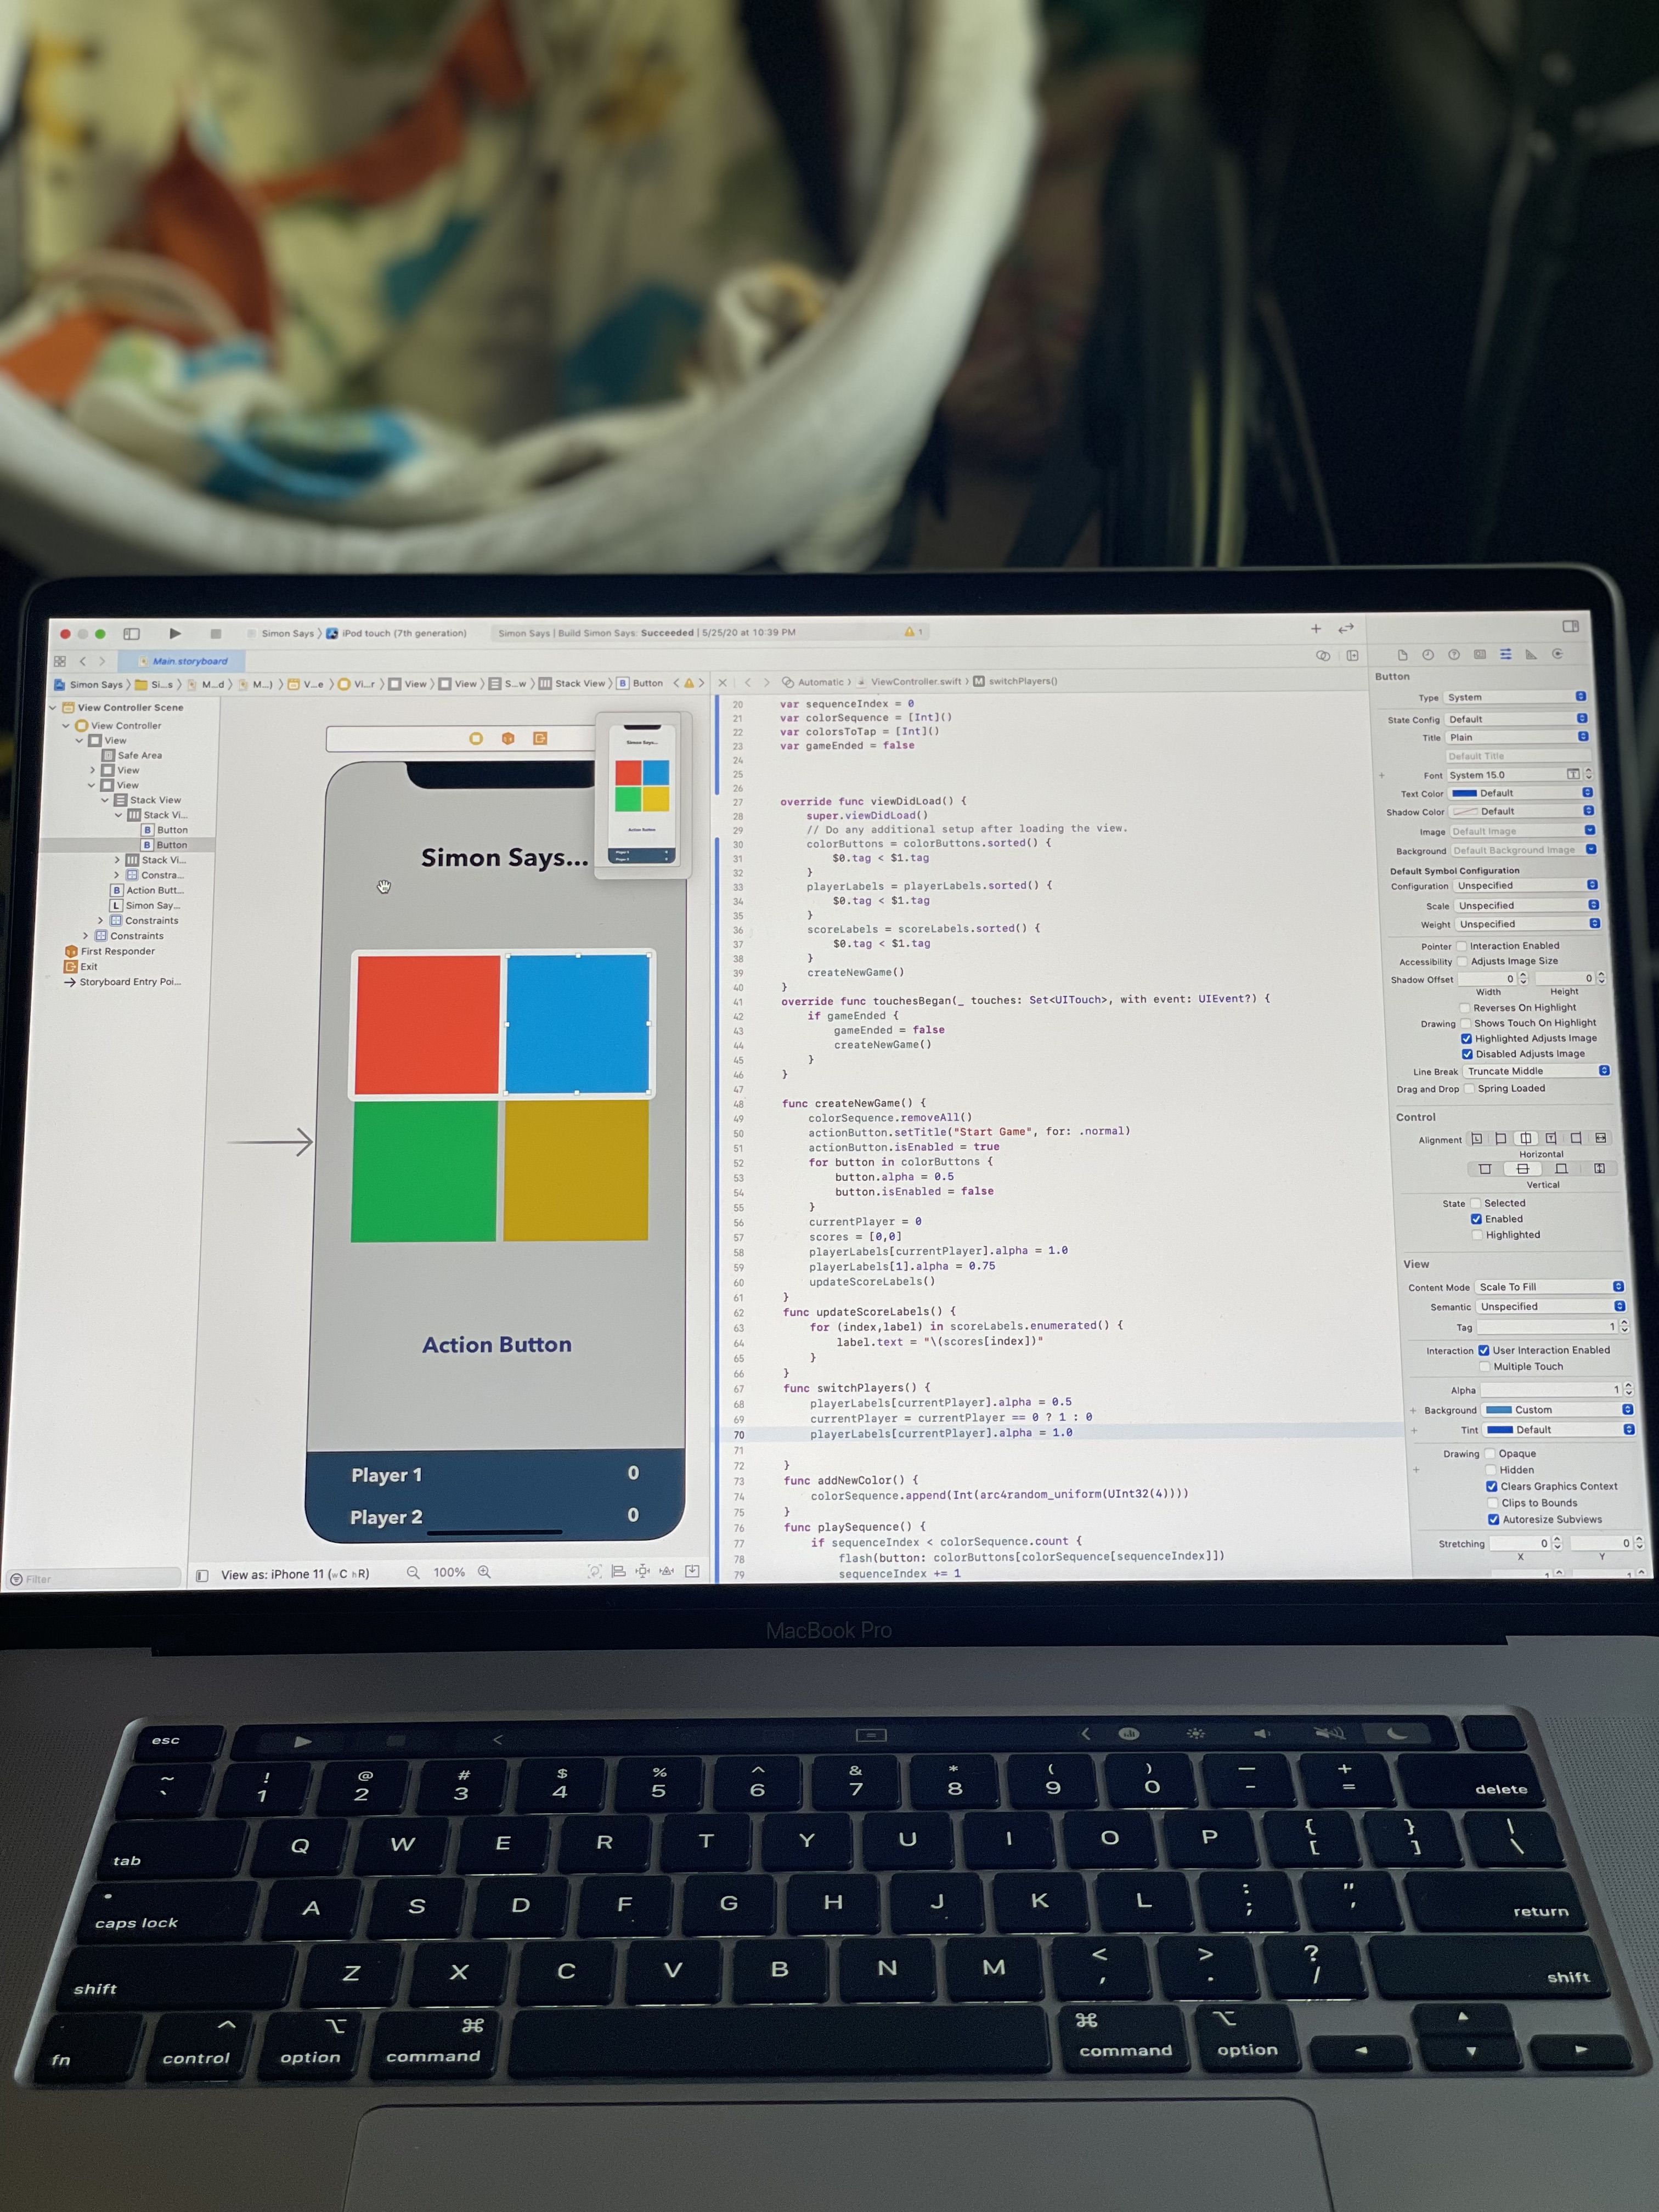 Simon Says 〉 iPod touch (7th generation)
Simon Says | Build Simon Says: Succeeded | 5/25/20 at 10:39 PM
1
Main.storyboard
Simon Says 〉 Si...s 〉 M...d 〉 M...) 〉 V...e 〉 Vi...r 〉 View 〉 View 〉 S...w 〉 Stack View 〉 B Button
View Controller Scene
View Controller
View
Safe Area
View
View
Stack View
Stack Vi...
B Button
B Button
Stack Vi...
Constra...
B Action Butt...
L Simon Say...
Constraints
Constraints
First Responder
Exit
Storyboard Entry Poi...
Filter
Simon Says...
Action Button
Player 1 0
Player 2 0
Simon Says...
Action Button
Player 1 0
Player 2 0
View as: iPhone 11 (wC hR)
100%
Automatic 〉 ViewController.swift 〉 M switchPlayers()
20 var sequenceIndex = 0
21 var colorSequence = [Int]()
22 var colorsToTap = [Int]()
23 var gameEnded = false
24
25
26
27 override func viewDidLoad() {
28 super.viewDidLoad()
29 // Do any additional setup after loading the view.
30 colorButtons = colorButtons.sorted() {
31 $0.tag < $1.tag
32 }
33 playerLabels = playerLabels.sorted() {
34 $0.tag < $1.tag
35 }
36 scoreLabels = scoreLabels.sorted() {
37 $0.tag < $1.tag
38 }
39 createNewGame()
40 }
41 override func touchesBegan(_ touches: Set<UITouch>, with event: UIEvent?) {
42 if gameEnded {
43 gameEnded = false
44 createNewGame()
45 }
46 }
47
48 func createNewGame() {
49 colorSequence.removeAll()
50 actionButton.setTitle("Start Game", for: .normal)
51 actionButton.isEnabled = true
52 for button in colorButtons {
53 button.alpha = 0.5
54 button.isEnabled = false
55 }
56 currentPlayer = 0
57 scores = [0,0]
58 playerLabels[currentPlayer].alpha = 1.0
59 playerLabels[1].alpha = 0.75
60 updateScoreLabels()
61 }
62 func updateScoreLabels() {
63 for (index,label) in scoreLabels.enumerated() {
64 label.text = "\(scores[index])"
65 }
66 }
67 func switchPlayers() {
68 playerLabels[currentPlayer].alpha = 0.5
69 currentPlayer = currentPlayer == 0 ? 1 : 0
70 playerLabels[currentPlayer].alpha = 1.0
71
72 }
73 func addNewColor() {
74 colorSequence.append(Int(arc4random_uniform(UInt32(4))))
75 }
76 func playSequence() {
77 if sequenceIndex < colorSequence.count {
78 flash(button: colorButtons[colorSequence[sequenceIndex]])
79 sequenceIndex += 1
Button
Type System
State Config Default
Title Plain
Default Title
+ Font System 15.0
Text Color Default
Shadow Color Default
Image Default Image
Background Default Background Image
Default Symbol Configuration
Configuration Unspecified
Scale Unspecified
Weight Unspecified
Pointer Interaction Enabled
Accessibility Adjusts Image Size
Shadow Offset 0 0
Width Height
Reverses On Highlight
Drawing Shows Touch On Highlight
Highlighted Adjusts Image
Disabled Adjusts Image
Line Break Truncate Middle
Drag and Drop Spring Loaded
Control
Alignment
Horizontal
Vertical
State Selected
Enabled
Highlighted
View
Content Mode Scale To Fill
Semantic Unspecified
Tag 1
Interaction User Interaction Enabled
Multiple Touch
Alpha 1
+ Background Custom
+ Tint Default
Drawing Opaque
+ Hidden
Clears Graphics Context
Clips to Bounds
Autoresize Subviews
Stretching 0 0
X Y
1 1
MacBook Pro
esc
~ ` ! 1 @ 2 # 3 $ 4 % 5 ^ 6 & 7 * 8 ( 9 ) 0 — - + = delete
tab Q W E R T Y U I O P { [ } ] | \
caps lock A S D F G H J K L : ; " ' return
shift Z X C V B N M < , > . ? / shift
fn ^ control ⌥ option ⌘ command ⌘ command ⌥ option ◀ ▲ ▼ ▶